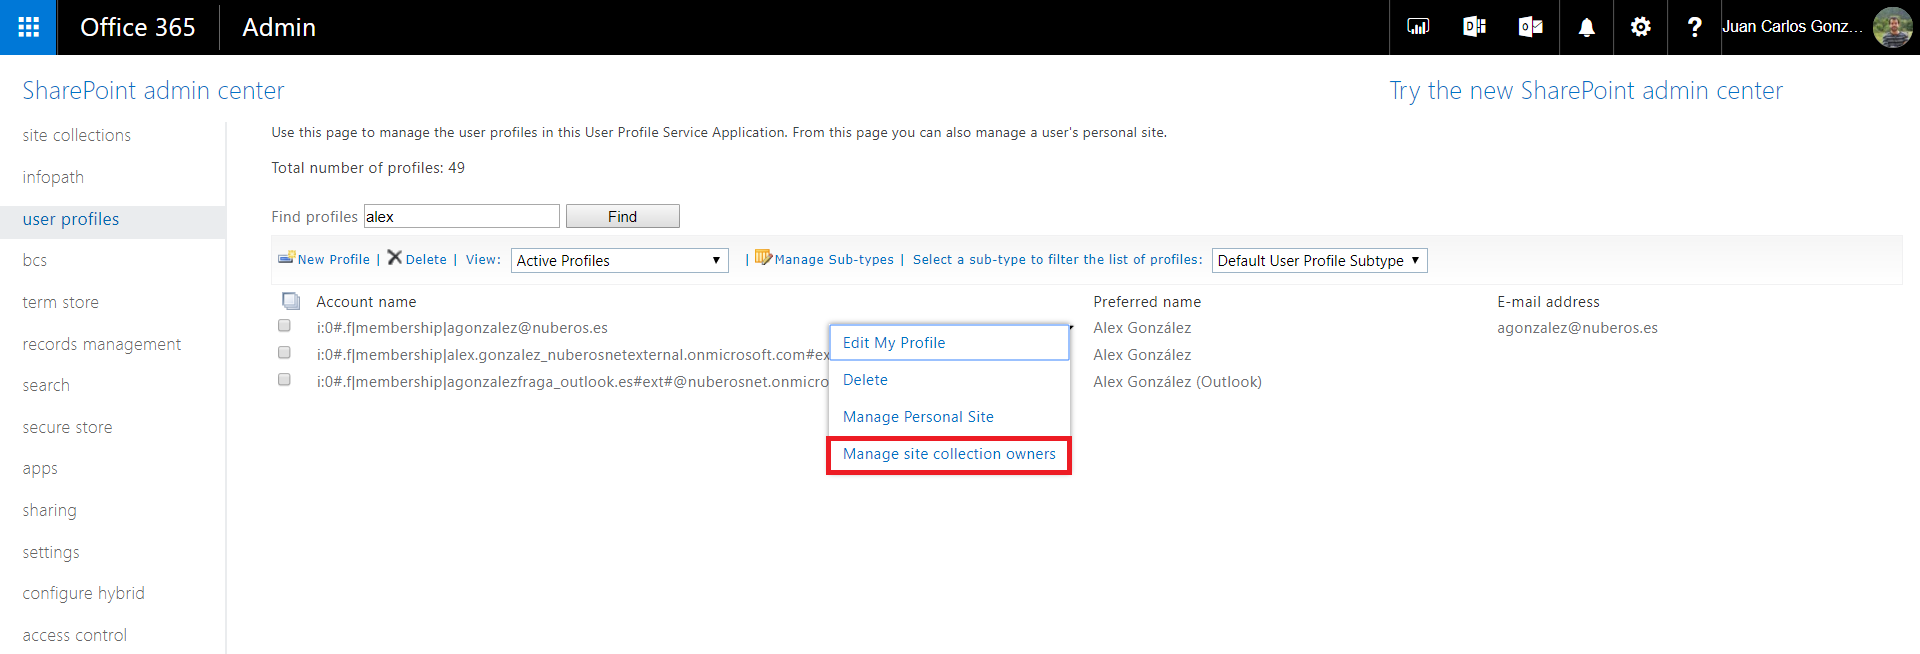 Office 365 Admin Juan Carlos Gonz...
SharePoint admin center Try the new SharePoint admin center
site collections
infopath
user profiles
bcs
term store
records management
search
secure store
apps
sharing
settings
configure hybrid
access control
Use this page to manage the user profiles in this User Profile Service Application. From this page you can also manage a user's personal site.
Total number of profiles: 49
Find profiles alex Find
New Profile | Delete | View: Active Profiles | Manage Sub-types | Select a sub-type to filter the list of profiles: Default User Profile Subtype
Account name Preferred name E-mail address
i:0#.f|membership|agonzalez@nuberos.es Alex González agonzalez@nuberos.es
i:0#.f|membership|alex.gonzalez_nuberosnetexternal.onmicrosoft.com#ex Alex González
i:0#.f|membership|agonzalezfraga_outlook.es#ext#@nuberosnet.onmicro Alex González (Outlook)
Edit My Profile
Delete
Manage Personal Site
Manage site collection owners